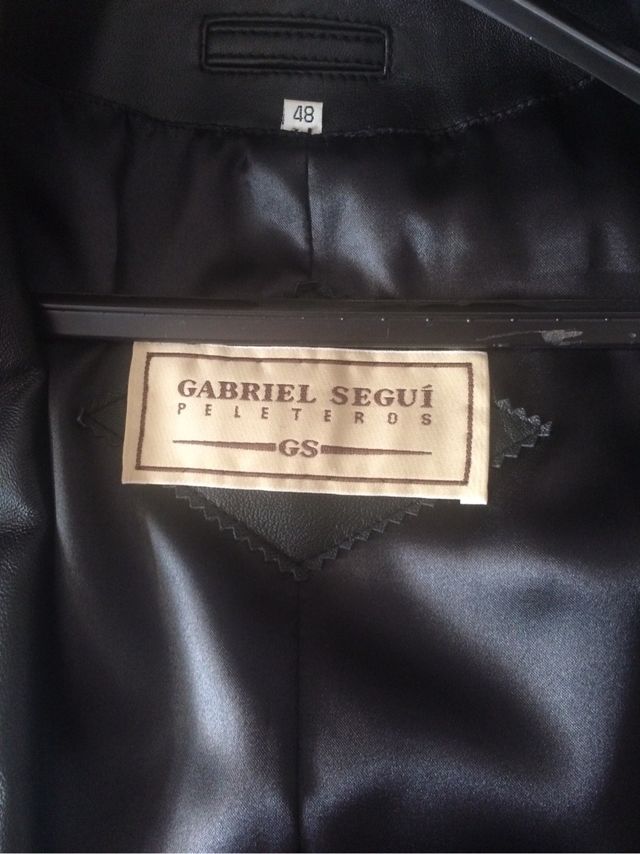 48
GABRIEL SEGUÍ
PELETEROS
GS